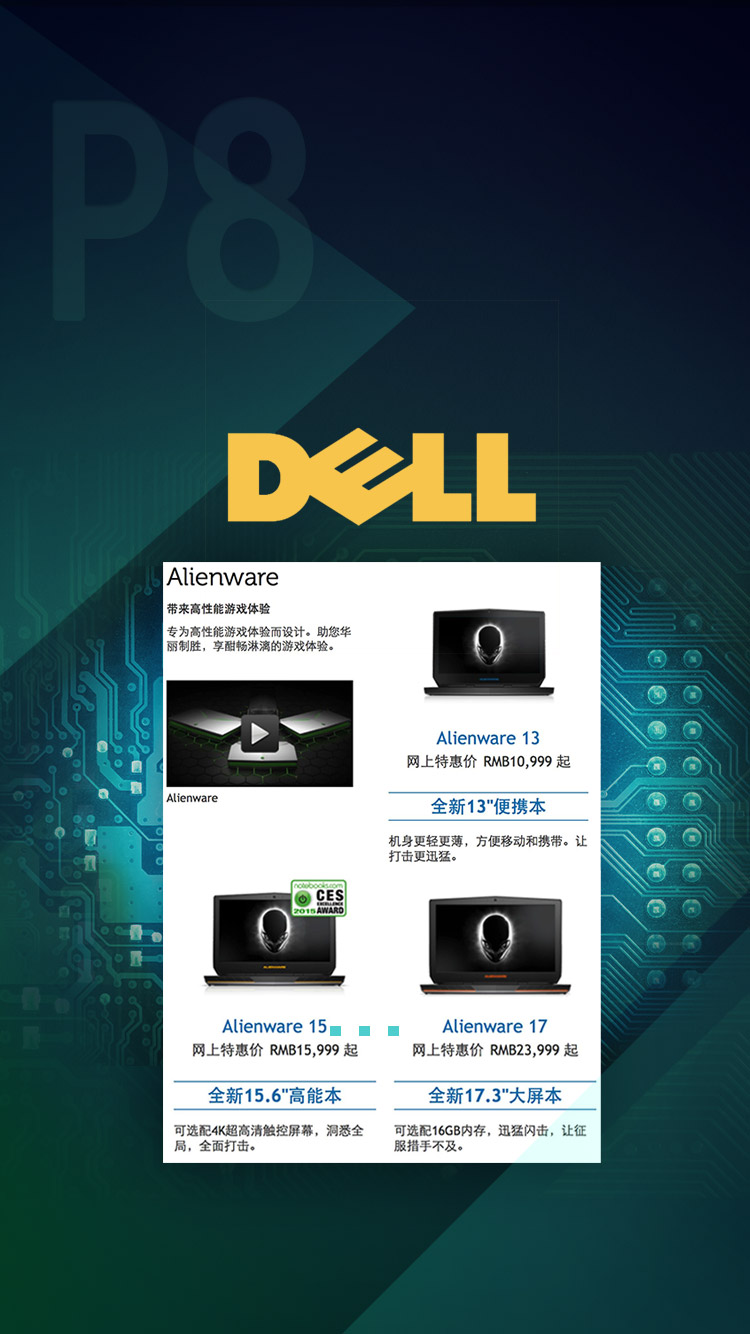 P8
DELL
Alienware
带来高性能游戏体验
专为高性能游戏体验而设计。助您华
丽制胜，享酣畅淋漓的游戏体验。
Alienware
Alienware 13
网上特惠价 RMB10,999 起
全新13"便携本
机身更轻更薄，方便移动和携带。让
打击更迅猛。
notebooks.com
CES
EXCELLENCE
2015 AWARD
ALIENWARE
Alienware 15
网上特惠价 RMB15,999 起
全新15.6"高能本
可选配4K超高清触控屏幕，洞悉全
局，全面打击。
ALIENWARE
Alienware 17
网上特惠价 RMB23,999 起
全新17.3"大屏本
可选配16GB内存，迅猛闪击，让征
服措手不及。